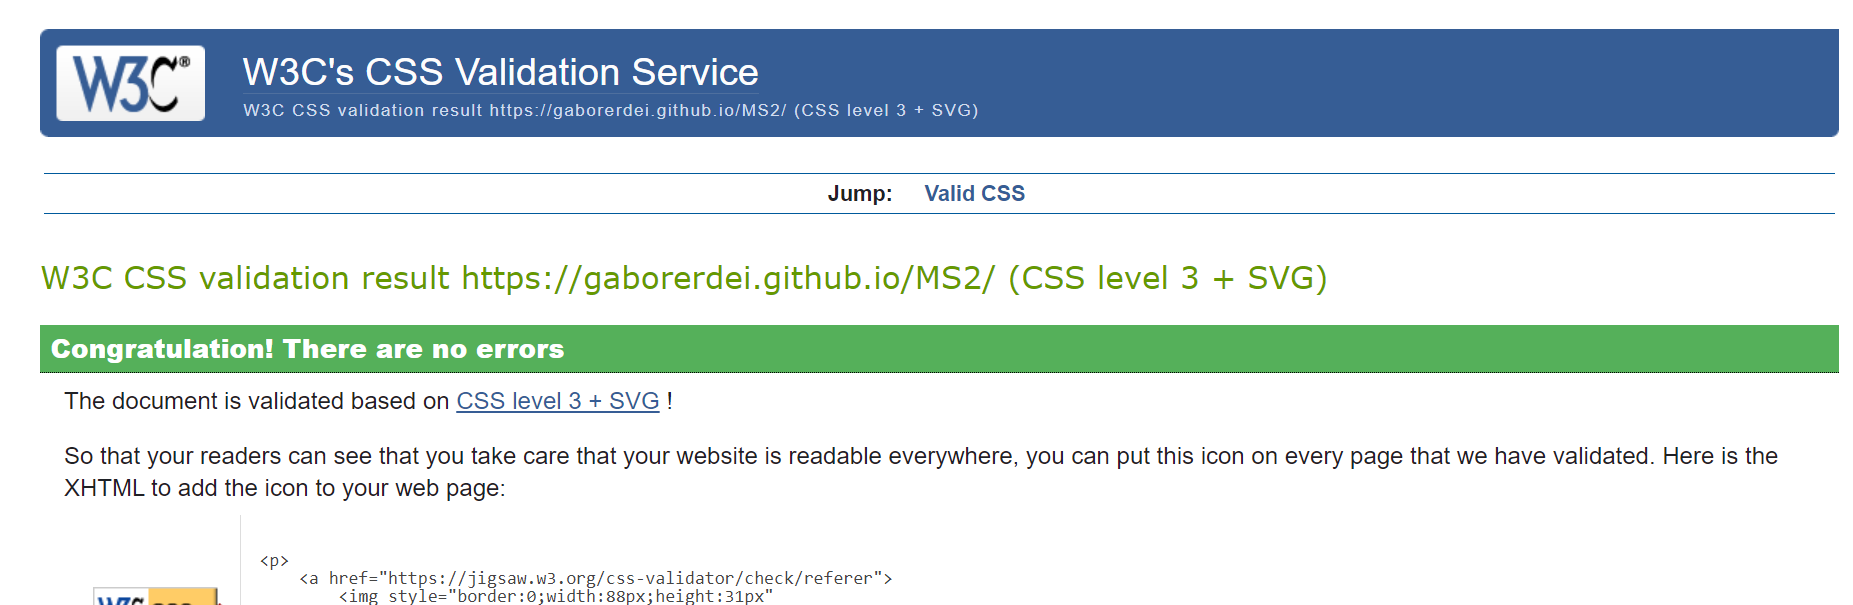 W3C®
W3C's CSS Validation Service
W3C CSS validation result https://gaborerdei.github.io/MS2/ (CSS level 3 + SVG)
Jump: Valid CSS
W3C CSS validation result https://gaborerdei.github.io/MS2/ (CSS level 3 + SVG)
Congratulation! There are no errors
The document is validated based on CSS level 3 + SVG !
So that your readers can see that you take care that your website is readable everywhere, you can put this icon on every page that we have validated. Here is the
XHTML to add the icon to your web page:
<p>
<a href="https://jigsaw.w3.org/css-validator/check/referer">
<img style="border:0;width:88px;height:31px"
W3C css